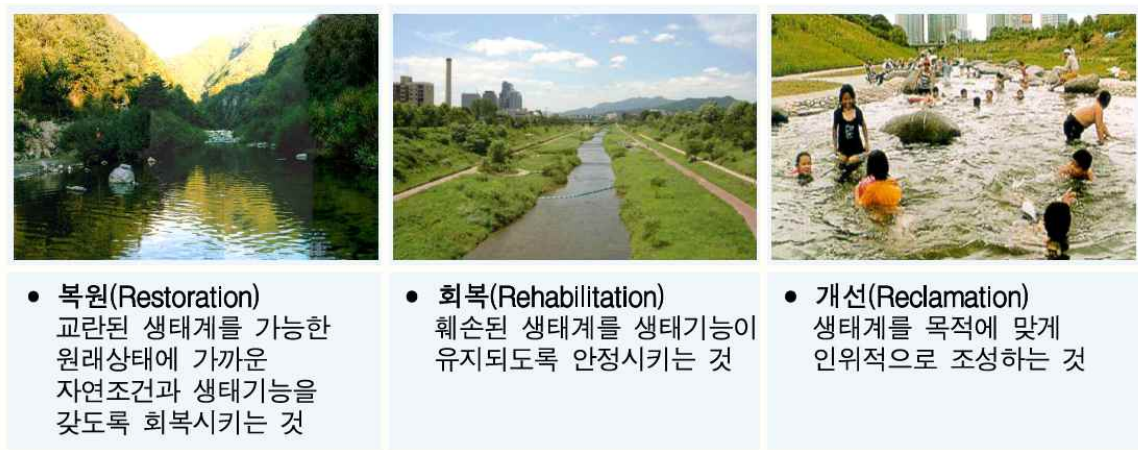 • 복원(Restoration)
교란된 생태계를 가능한
원래상태에 가까운
자연조건과 생태기능을
갖도록 회복시키는 것
• 회복(Rehabilitation)
훼손된 생태계를 생태기능이
유지되도록 안정시키는 것
• 개선(Reclamation)
생태계를 목적에 맞게
인위적으로 조성하는 것